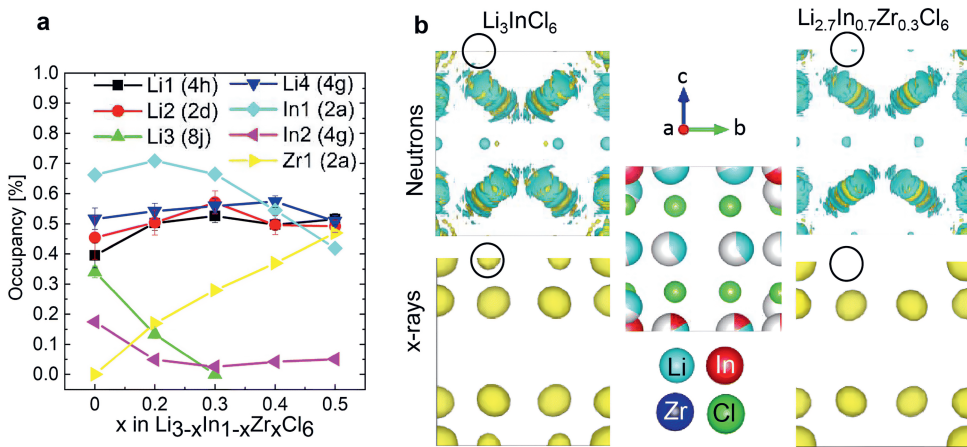 a
b
Li₃InCl₆
Li₂.₇In₀.₇Zr₀.₃Cl₆
Occupancy [%]
1.0
0.9
0.8
0.7
0.6
0.5
0.4
0.3
0.2
0.1
0.0
Li1 (4h)
Li4 (4g)
Li2 (2d)
In1 (2a)
Li3 (8j)
In2 (4g)
Zr1 (2a)
0
0.2
0.3
0.4
0.5
x in Li₃₋ₓIn₁₋ₓZrₓCl₆
Neutrons
x-rays
c
a
b
Li
In
Zr
Cl